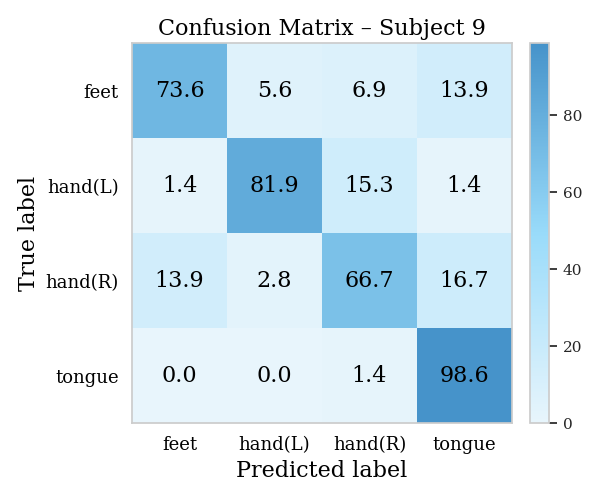 Confusion Matrix – Subject 9
feet 73.6 5.6 6.9 13.9
hand(L) 1.4 81.9 15.3 1.4
hand(R) 13.9 2.8 66.7 16.7
tongue 0.0 0.0 1.4 98.6
feet hand(L) hand(R) tongue
Predicted label
True label
80
60
40
20
0